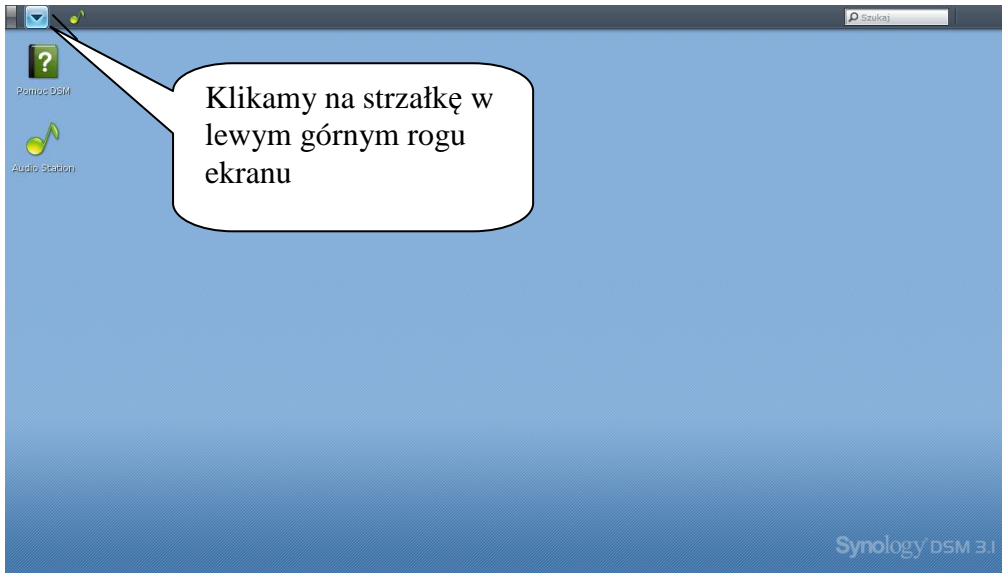 Szukaj
Pomoc DSM
Audio Station
Klikamy na strzałkę w
lewym górnym rogu
ekranu
Synology DSM 3.1